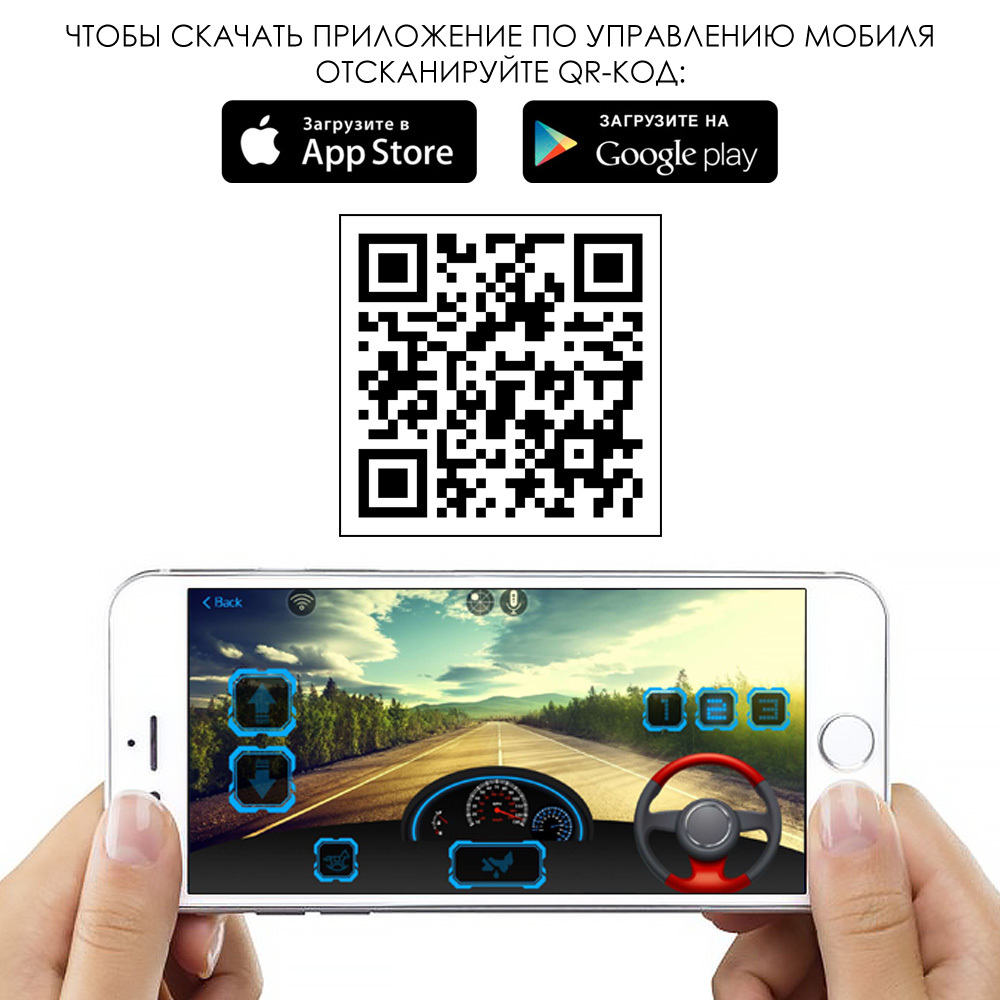 ЧТОБЫ СКАЧАТЬ ПРИЛОЖЕНИЕ ПО УПРАВЛЕНИЮ МОБИЛЯ
ОТСКАНИРУЙТЕ QR-КОД:
Загрузите в
App Store
ЗАГРУЗИТЕ НА
Google play
Back
1 2 3